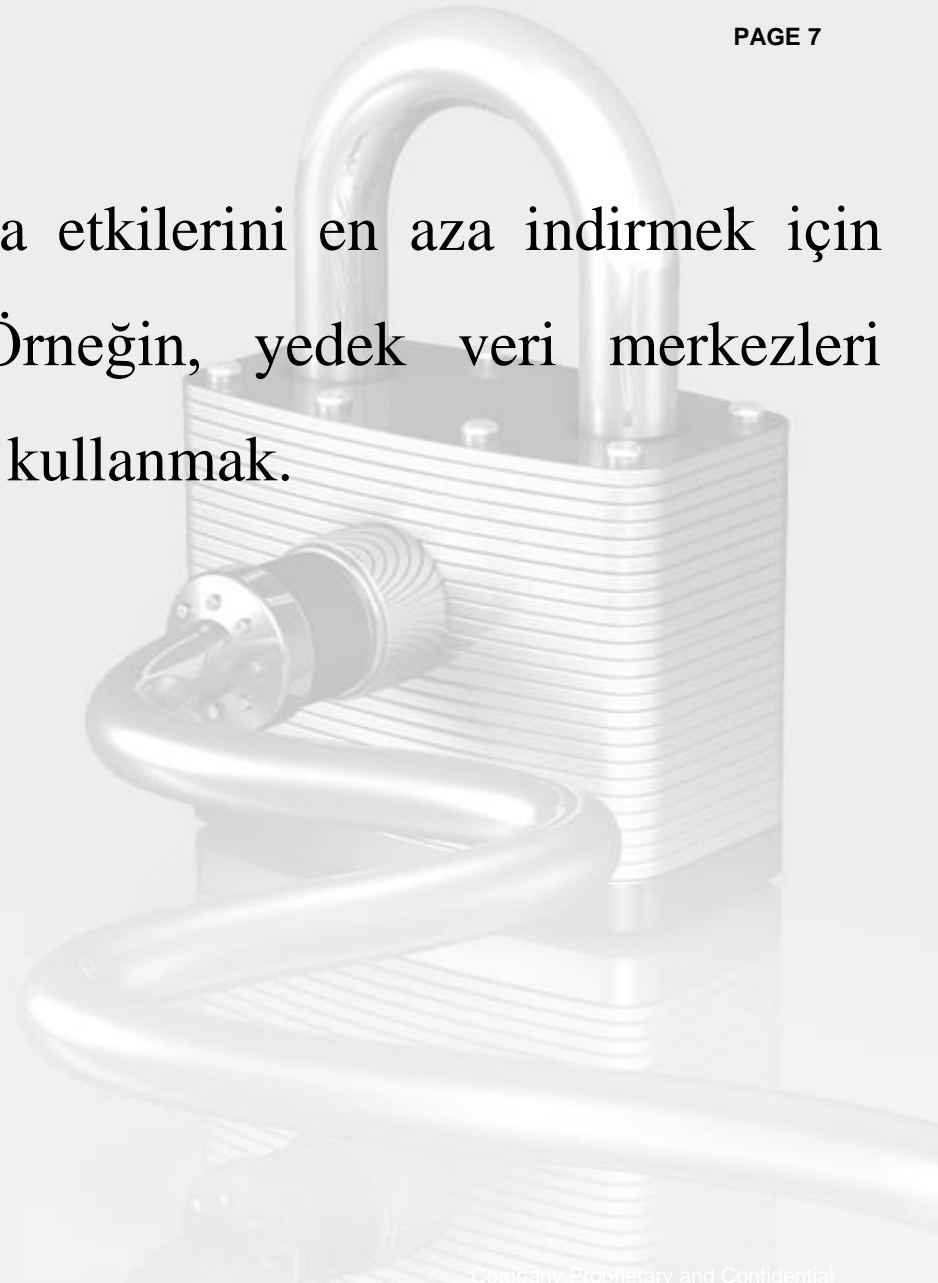 PAGE 7
a etkilerini en aza indirmek için
Örneğin, yedek veri merkezleri
kullanmak.
Company Proprietary and Confidential